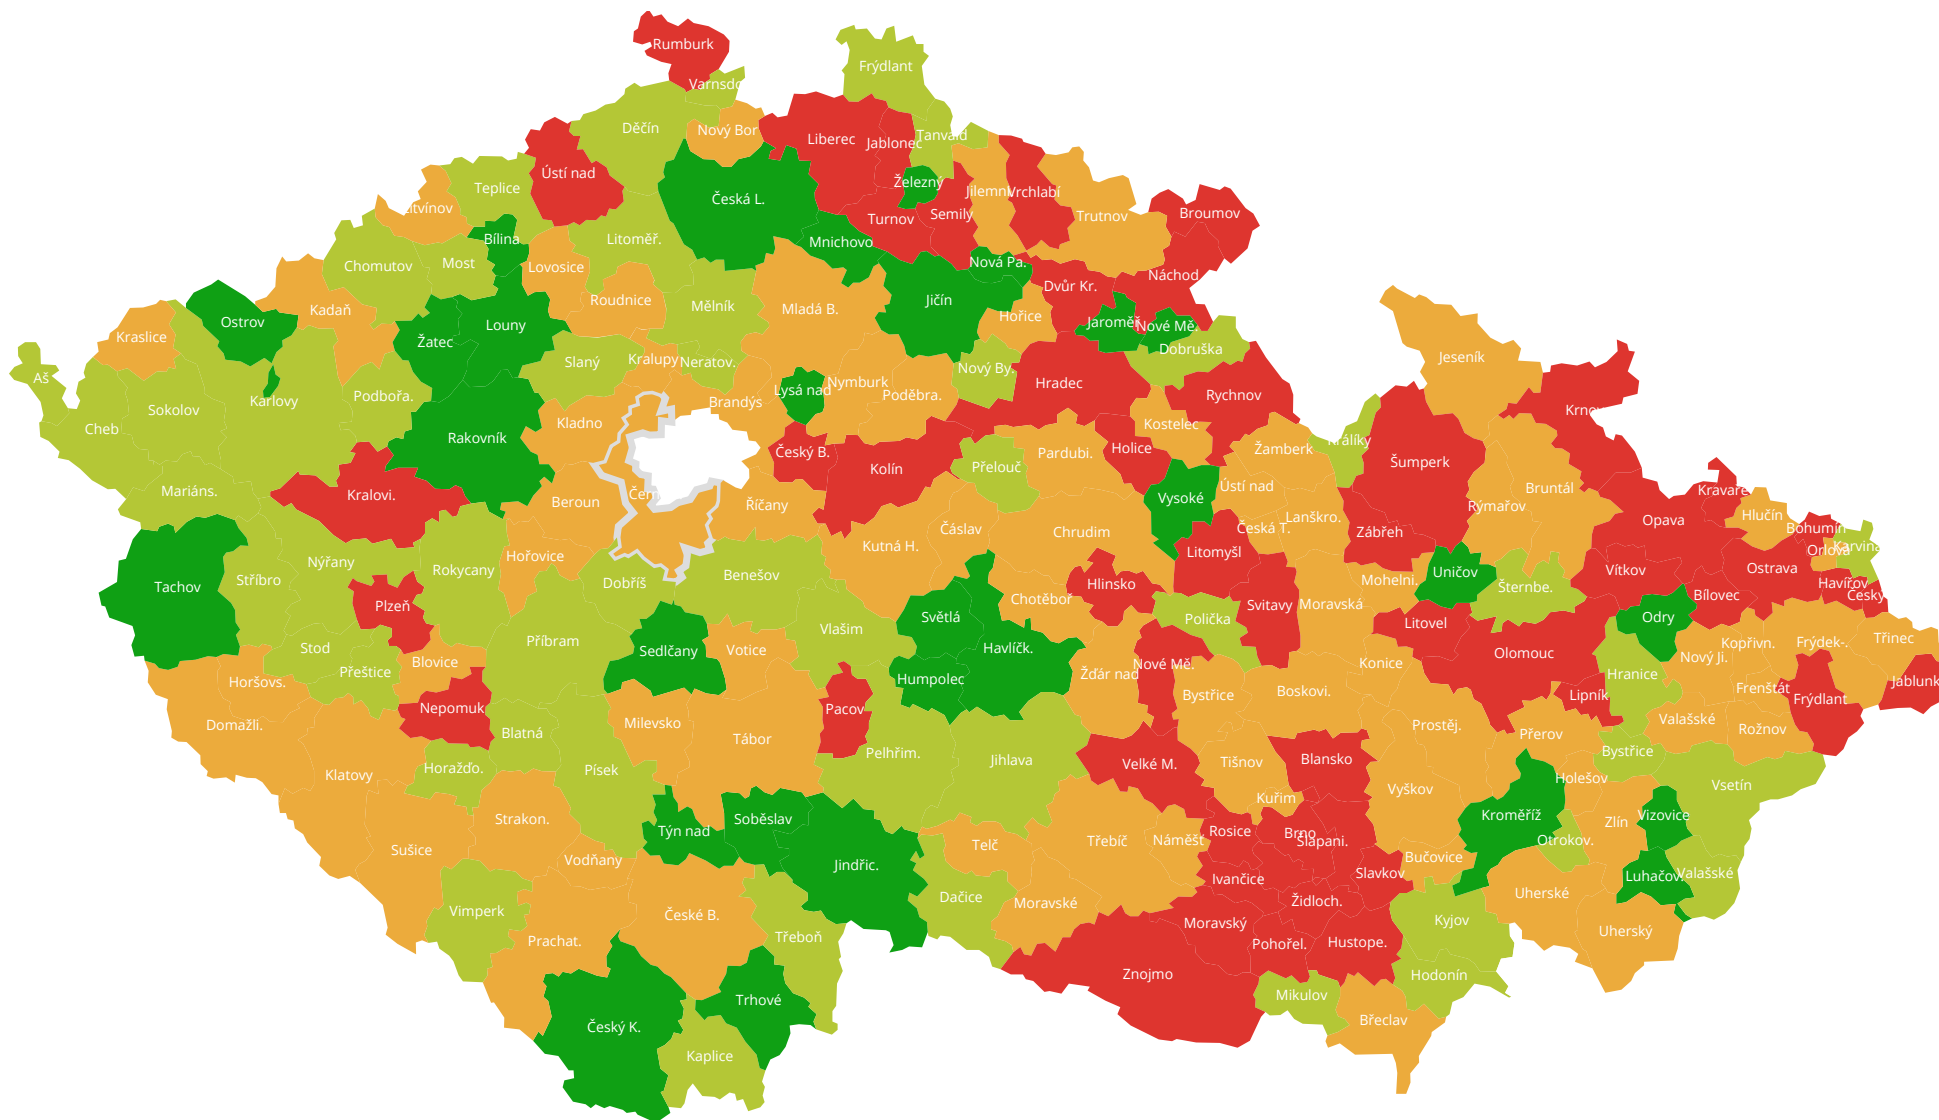 Rumburk
Frýdlant
Varnsdo
Děčín
Nový Bor
Liberec
Jablonec
Tanvald
Ústí nad
Teplice
Železný
Jilemni
Vrchlabí
Česká L.
Litvínov
Turnov
Semily
Trutnov
Broumov
Bílina
Litoměř.
Mnichovo
Chomutov
Most
Lovosice
Nová Pa.
Náchod
Dvůr Kr.
Roudnice
Mělník
Mladá B.
Jičín
Kadaň
Ostrov
Louny
Hořice
Jaroměř
Nové Mě.
Kraslice
Žatec
Dobruška
Jeseník
Slaný
Kralupy
Neratov.
Nový By.
Aš
Lysá nad
Nymburk
Hradec
Podbořa.
Poděbra.
Rychnov
Karlovy
Brandýs
Sokolov
Cheb
Kladno
Kostelec
Rakovník
Králíky
Český B.
Holice
Žamberk
Pardubi.
Šumperk
Kolín
Přelouč
Mariáns.
Kralovi.
Vysoké
Ústí nad
Bruntál
Kravaře
Beroun
Říčany
Rýmařov
Lanškro.
Hlučín
Opava
Čáslav
Česká T.
Chrudim
Zábřeh
Bohumín
Kutná H.
Karviná
Hořovice
Litomyšl
Orlová
Nýřany
Rokycany
Ostrava
Vítkov
Uničov
Benešov
Stříbro
Dobříš
Mohelni.
Havířov
Tachov
Hlinsko
Šternbe.
Bílovec
Český
Chotěboř
Moravská
Plzeň
Svitavy
Světlá
Odry
Polička
Litovel
Vlašim
Příbram
Třinec
Frýdek-.
Kopřivn.
Stod
Havlíčk.
Sedlčany
Votice
Olomouc
Nový Ji.
Blovice
Konice
Nové Mě.
Přeštice
Žďár nad
Hranice
Humpolec
Horšovs.
Jablunk
Frenštát
Boskovi.
Bystřice
Lipník
Frýdlant
Nepomuk
Pacov
Valašské
Domažli.
Milevsko
Prostěj.
Rožnov
Blatná
Přerov
Tábor
Pelhřim.
Bystřice
Jihlava
Blansko
Tišnov
Velké M.
Horažďo.
Písek
Klatovy
Holešov
Vsetín
Vyškov
Kuřim
Kroměříž
Vizovice
Strakon.
Soběslav
Zlín
Týn nad
Rosice
Brno
Třebíč
Náměšť
Šlapani.
Otrokov.
Telč
Sušice
Bučovice
Vodňany
Jindřic.
Slavkov
Valašské
Luhačov.
Ivančice
Uherské
Dačice
Židloch.
Moravské
Vimperk
České B.
Kyjov
Moravský
Uherský
Třeboň
Prachat.
Hustope.
Pohořel.
Znojmo
Hodonín
Mikulov
Trhové
Břeclav
Český K.
Kaplice